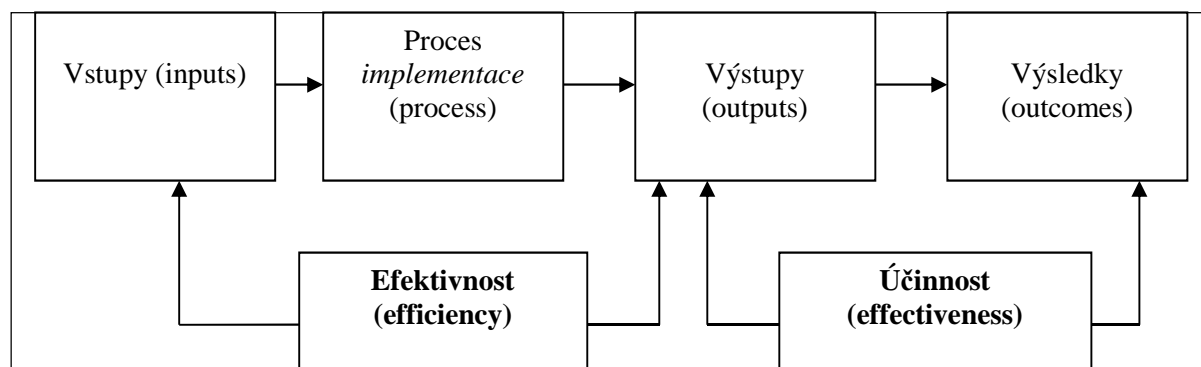 Vstupy (inputs)
Proces
implementace
(process)
Výstupy
(outputs)
Výsledky
(outcomes)
Efektivnost
(efficiency)
Účinnost
(effectiveness)